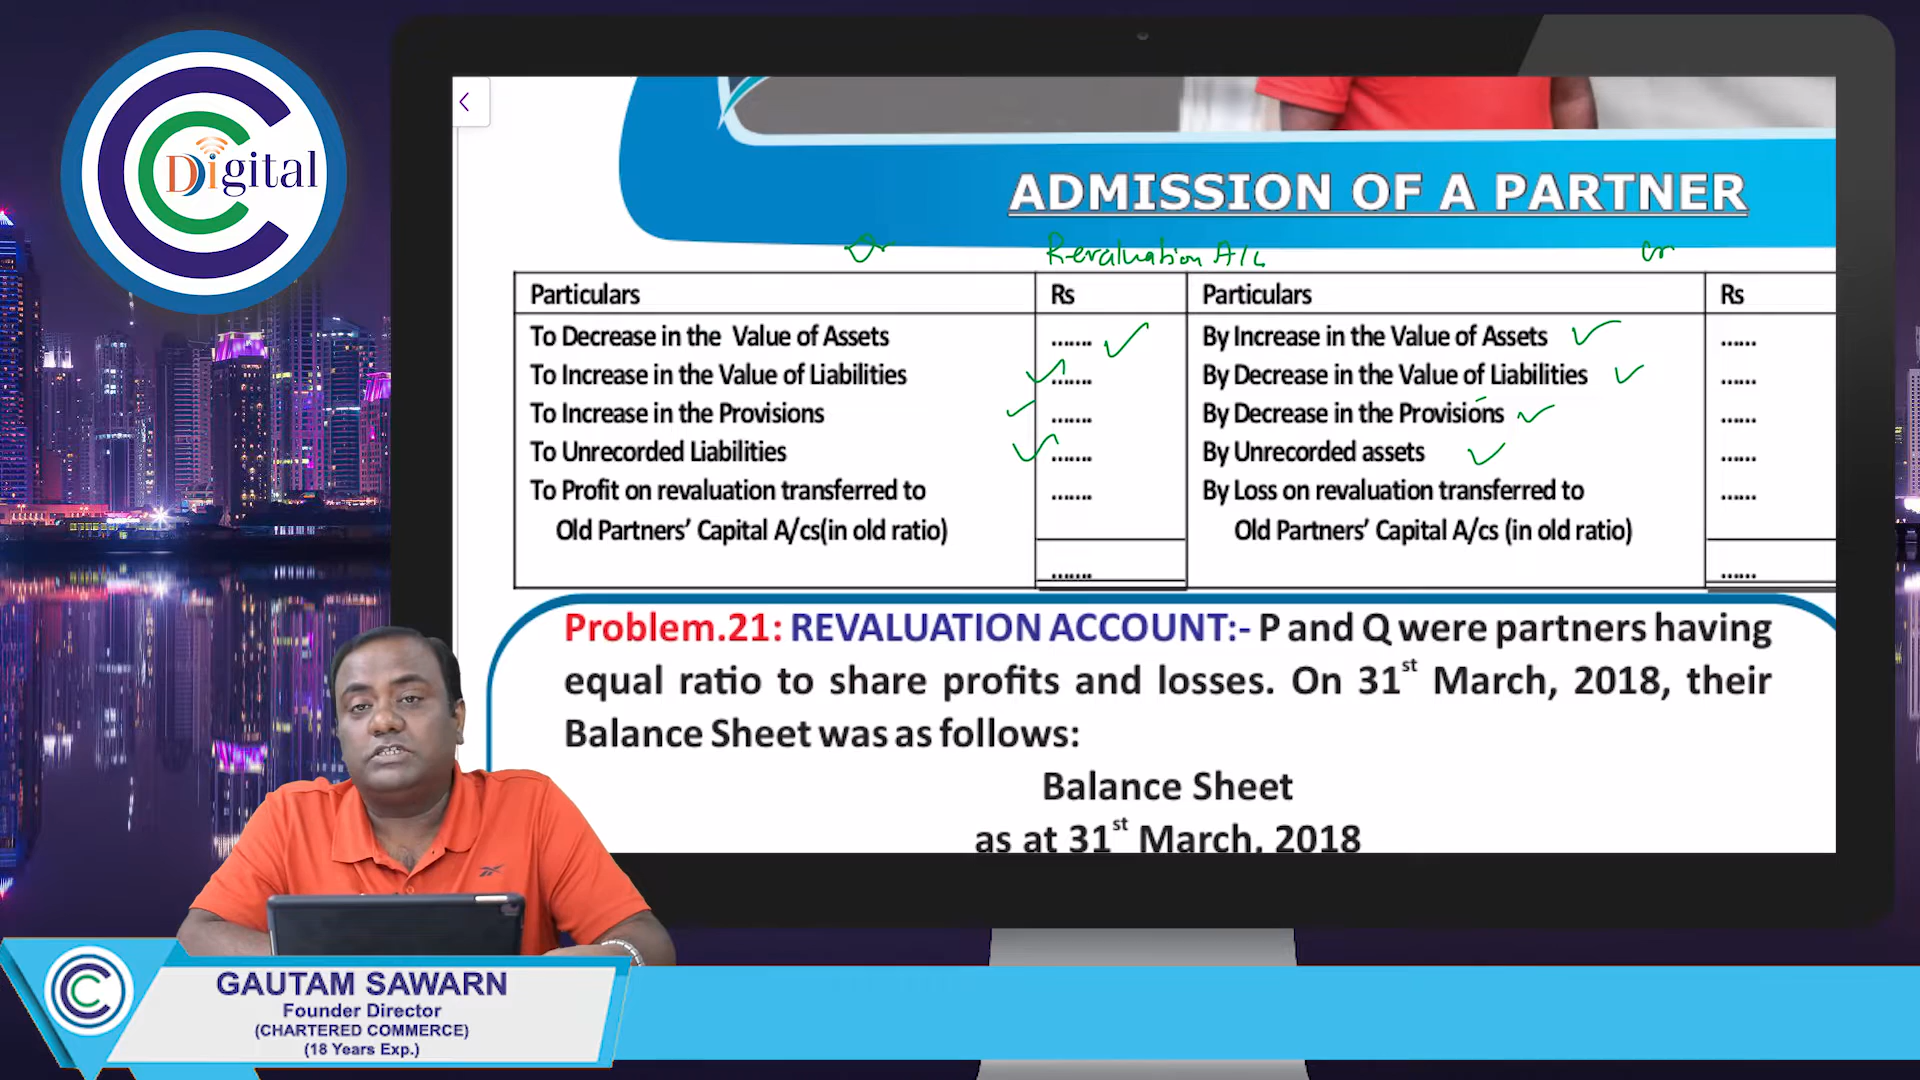 Digital
ADMISSION OF A PARTNER
Dr Revaluation A/c Cr
Particulars Rs Particulars Rs
To Decrease in the Value of Assets ....... By Increase in the Value of Assets ......
To Increase in the Value of Liabilities ....... By Decrease in the Value of Liabilities ......
To Increase in the Provisions ....... By Decrease in the Provisions ......
To Unrecorded Liabilities ....... By Unrecorded assets ......
To Profit on revaluation transferred to ....... By Loss on revaluation transferred to ......
Old Partners' Capital A/cs(in old ratio) Old Partners' Capital A/cs (in old ratio)
....... ......
Problem.21: REVALUATION ACCOUNT:- P and Q were partners having
equal ratio to share profits and losses. On 31st March, 2018, their
Balance Sheet was as follows:
Balance Sheet
as at 31st March, 2018
GAUTAM SAWARN
Founder Director
(CHARTERED COMMERCE)
(18 Years Exp.)